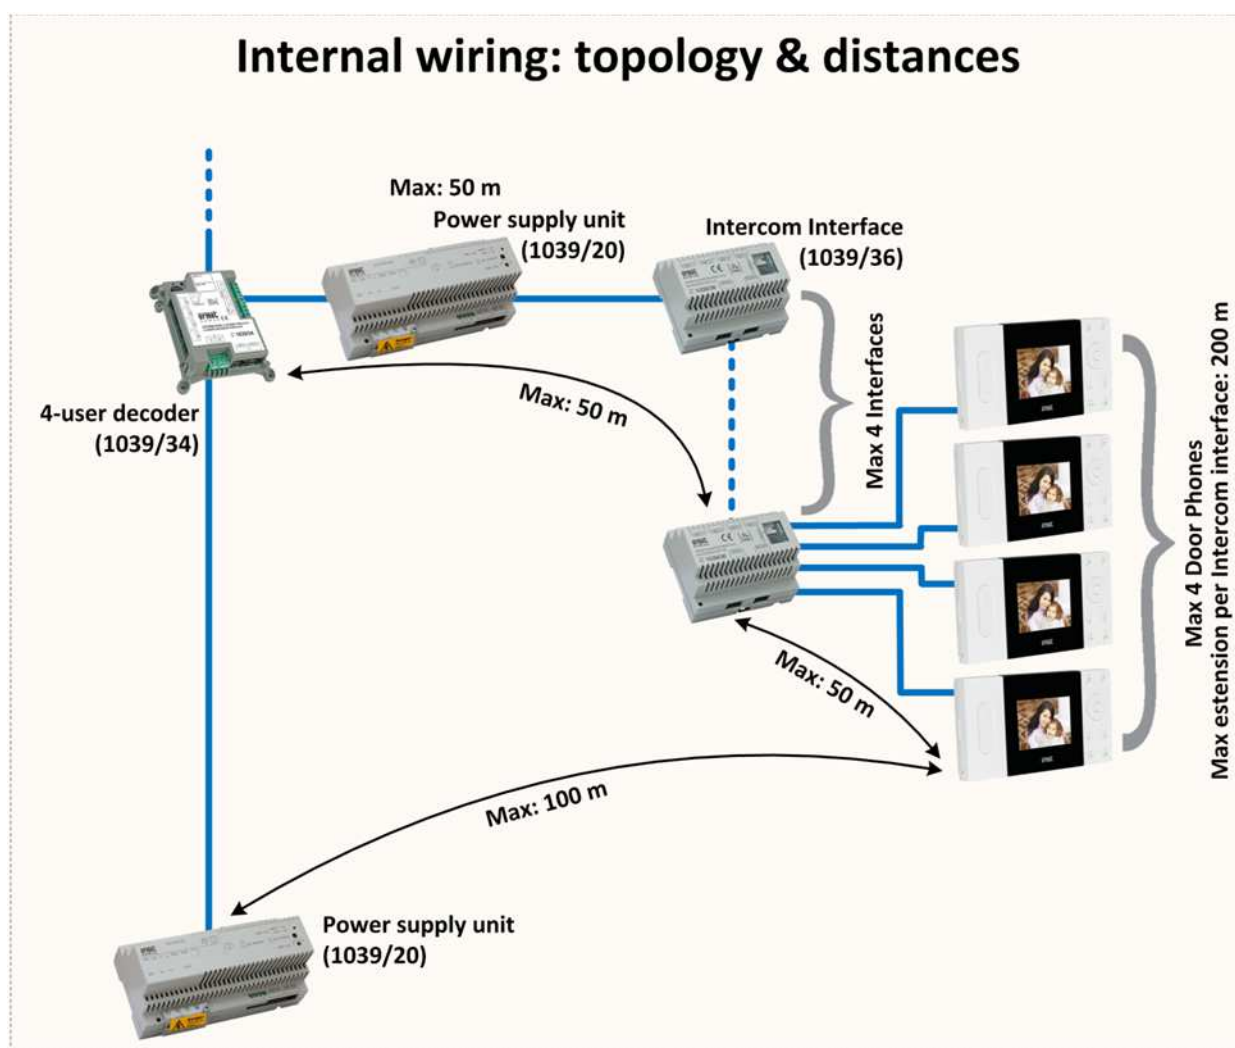 Internal wiring: topology & distances
Max: 50 m
Power supply unit
(1039/20)
Intercom Interface
(1039/36)
4-user decoder
(1039/34)
Max: 50 m
Max 4 Interfaces
Max 4 Door Phones
Max estension per Intercom interface: 200 m
Max: 50 m
Max: 100 m
Power supply unit
(1039/20)